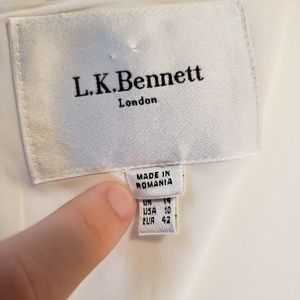 L.K.Bennett
London
MADE IN
ROMANIA
UK 14
USA 10
EUR 42